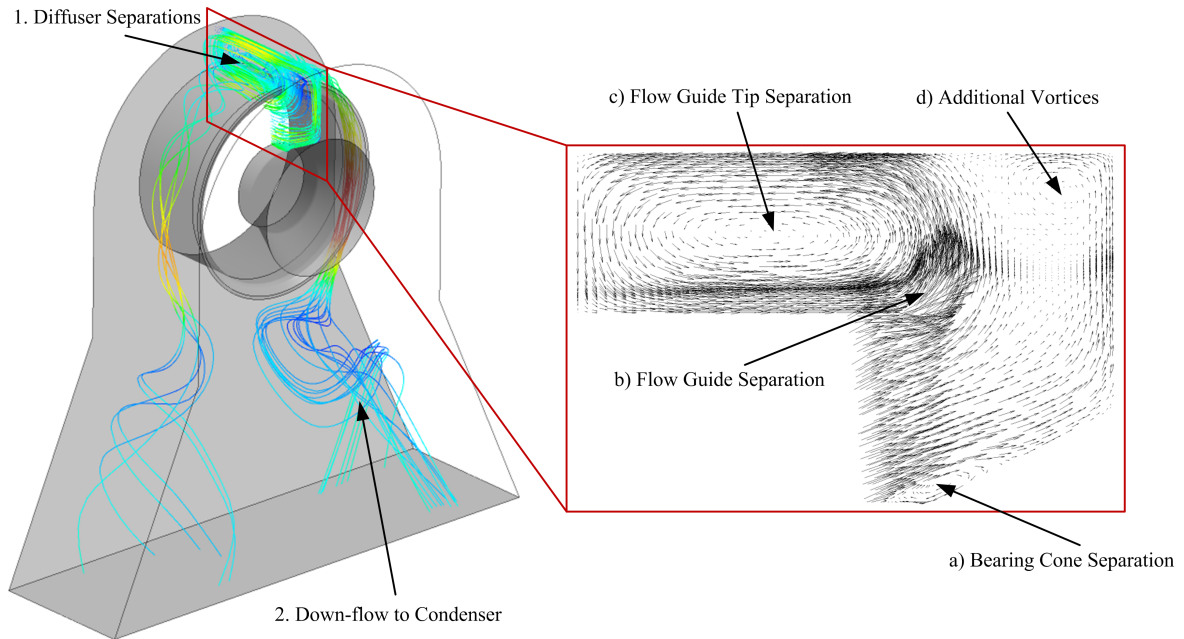 1. Diffuser Separations
c) Flow Guide Tip Separation
d) Additional Vortices
b) Flow Guide Separation
a) Bearing Cone Separation
2. Down-flow to Condenser